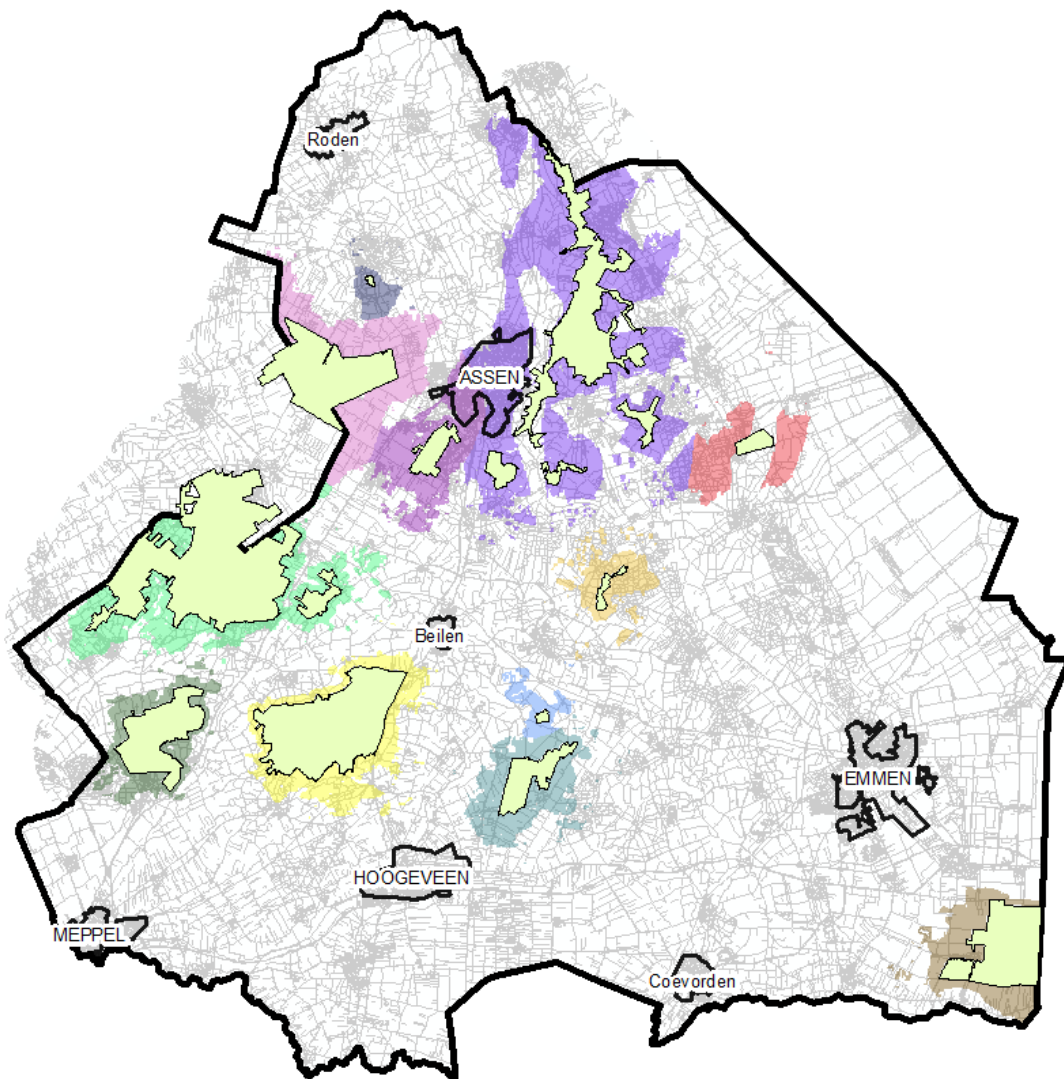 Roden
ASSEN
Beilen
EMMEN
HOOGEVEEN
MEPPEL
Coevorden